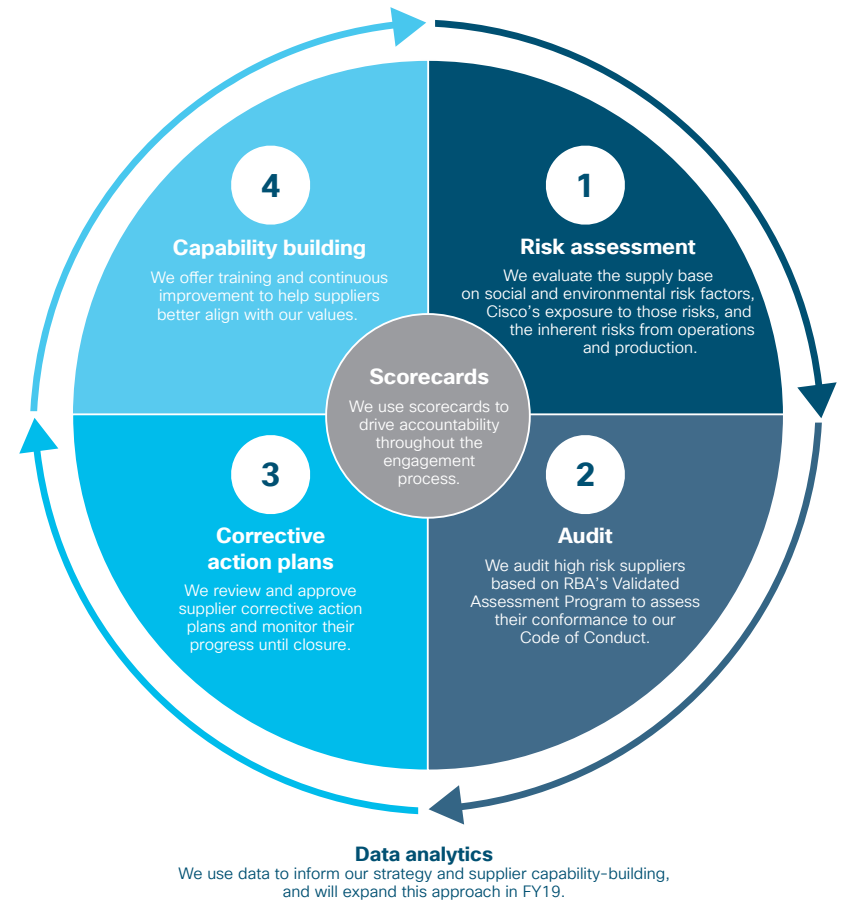 1
Risk assessment
We evaluate the supply base
on social and environmental risk factors,
Cisco's exposure to those risks, and
the inherent risks from operations
and production.
2
Audit
We audit high risk suppliers
based on RBA's Validated
Assessment Program to assess
their conformance to our
Code of Conduct.
3
Corrective
action plans
We review and approve
supplier corrective action
plans and monitor their
progress until closure.
4
Capability building
We offer training and continuous
improvement to help suppliers
better align with our values.
Scorecards
We use scorecards to
drive accountability
throughout the
engagement
process.
Data analytics
We use data to inform our strategy and supplier capability-building,
and will expand this approach in FY19.